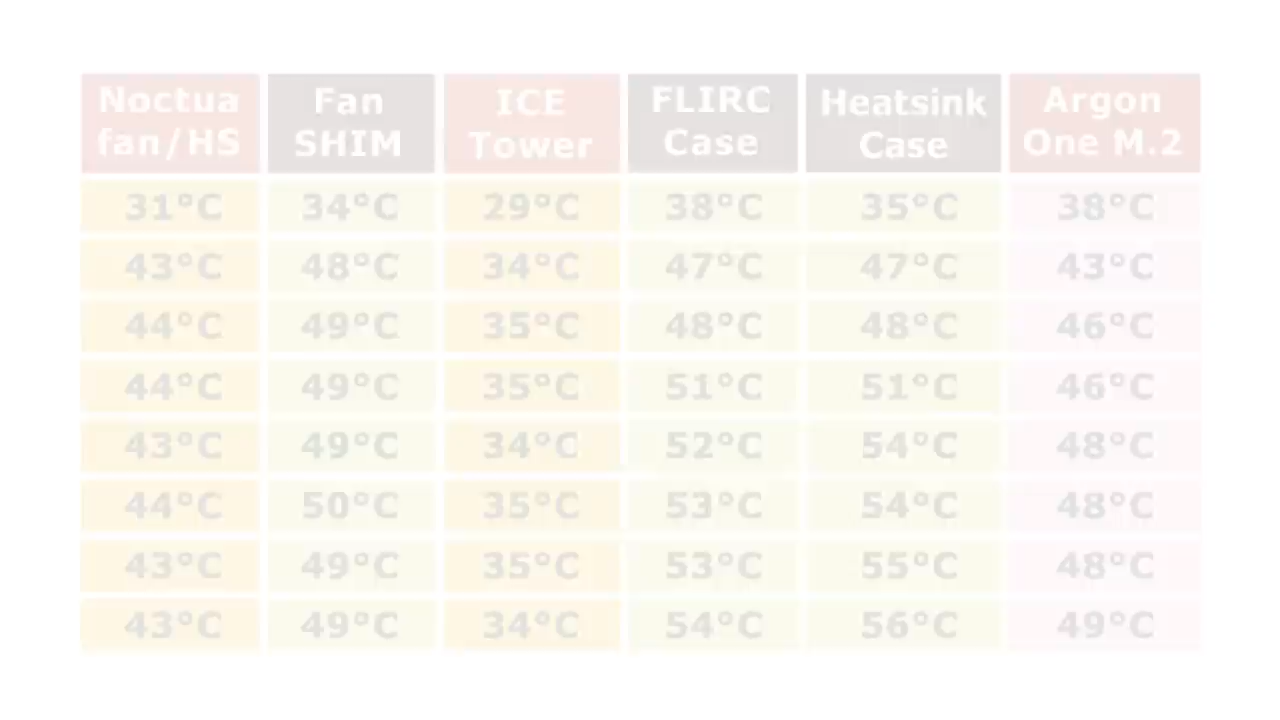 Noctua fan/HS Fan SHIM ICE Tower FLIRC Case Heatsink Case Argon One M.2
31°C 34°C 29°C 38°C 35°C 38°C
43°C 48°C 34°C 47°C 47°C 43°C
44°C 49°C 35°C 48°C 48°C 46°C
44°C 49°C 35°C 51°C 51°C 46°C
43°C 49°C 34°C 52°C 54°C 48°C
44°C 50°C 35°C 53°C 54°C 48°C
43°C 49°C 35°C 53°C 55°C 48°C
43°C 49°C 34°C 54°C 56°C 49°C